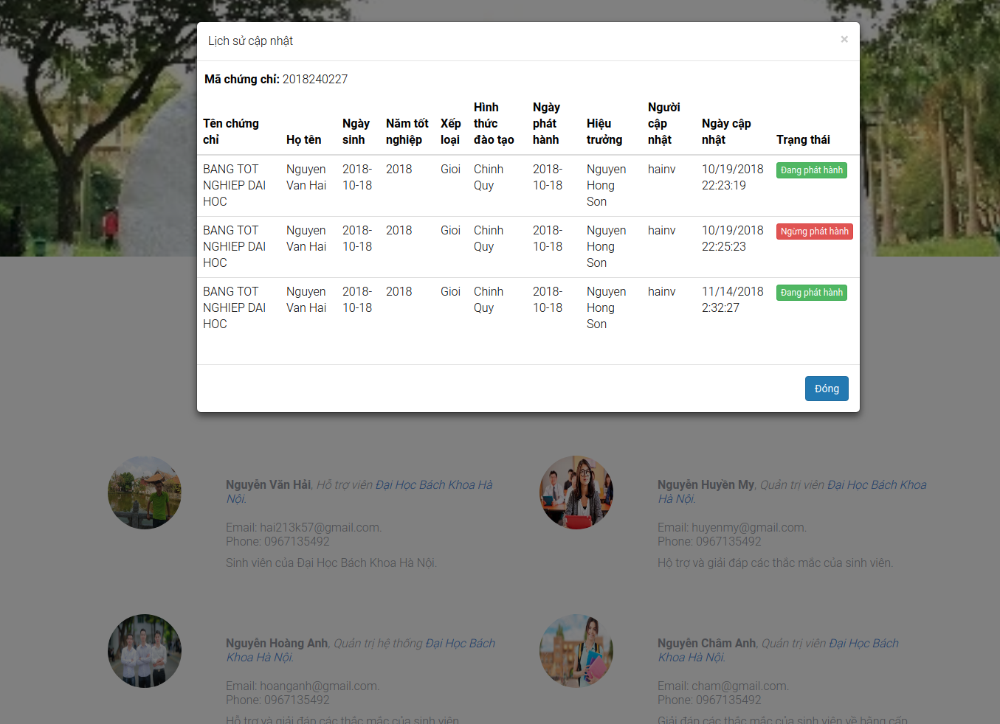 Lịch sử cập nhật
×
Mã chứng chỉ: 2018240227
Tên chứng chỉ Họ tên Ngày sinh Năm tốt nghiệp Xếp loại Hình thức đào tạo Ngày phát hành Hiệu trưởng Người cập nhật Ngày cập nhật Trạng thái
BANG TOT NGHIEP DAI HOC Nguyen Van Hai 2018-10-18 2018 Gioi Chinh Quy 2018-10-18 Nguyen Hong Son hainv 10/19/2018 22:23:19 Đang phát hành
BANG TOT NGHIEP DAI HOC Nguyen Van Hai 2018-10-18 2018 Gioi Chinh Quy 2018-10-18 Nguyen Hong Son hainv 10/19/2018 22:25:23 Ngừng phát hành
BANG TOT NGHIEP DAI HOC Nguyen Van Hai 2018-10-18 2018 Gioi Chinh Quy 2018-10-18 Nguyen Hong Son hainv 11/14/2018 2:32:27 Đang phát hành
Đóng
Nguyễn Văn Hải, Hỗ trợ viên Đại Học Bách Khoa Hà
Nội.
Email: hai213k57@gmail.com.
Phone: 0967135492
Sinh viên của Đại Học Bách Khoa Hà Nội.
Nguyễn Huyền My, Quản trị viên Đại Học Bách Khoa
Hà Nội.
Email: huyenmy@gmail.com.
Phone: 0967135492
Hộ trợ và giải đáp các thắc mắc của sinh viên.
Nguyễn Hoàng Anh, Quản trị hệ thống Đại Học Bách
Khoa Hà Nội.
Email: hoanganh@gmail.com.
Phone: 0967135492
Hỗ trợ và giải đáp các thắc mắc của sinh viên
Nguyễn Châm Anh, Quản trị viên Đại Học Bách
Khoa Hà Nội.
Email: cham@gmail.com.
Phone: 0967135492
Giải đáp các thắc mắc của sinh viên về bằng cấp